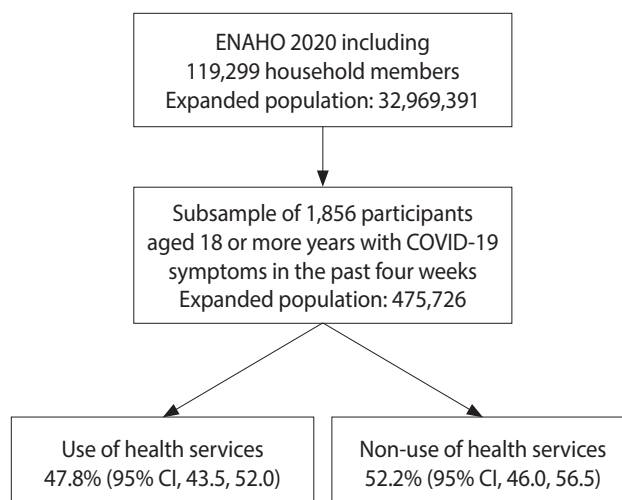 ENAHO 2020 including
119,299 household members
Expanded population: 32,969,391
Subsample of 1,856 participants
aged 18 or more years with COVID-19
symptoms in the past four weeks
Expanded population: 475,726
Use of health services
47.8% (95% CI, 43.5, 52.0)
Non-use of health services
52.2% (95% CI, 46.0, 56.5)